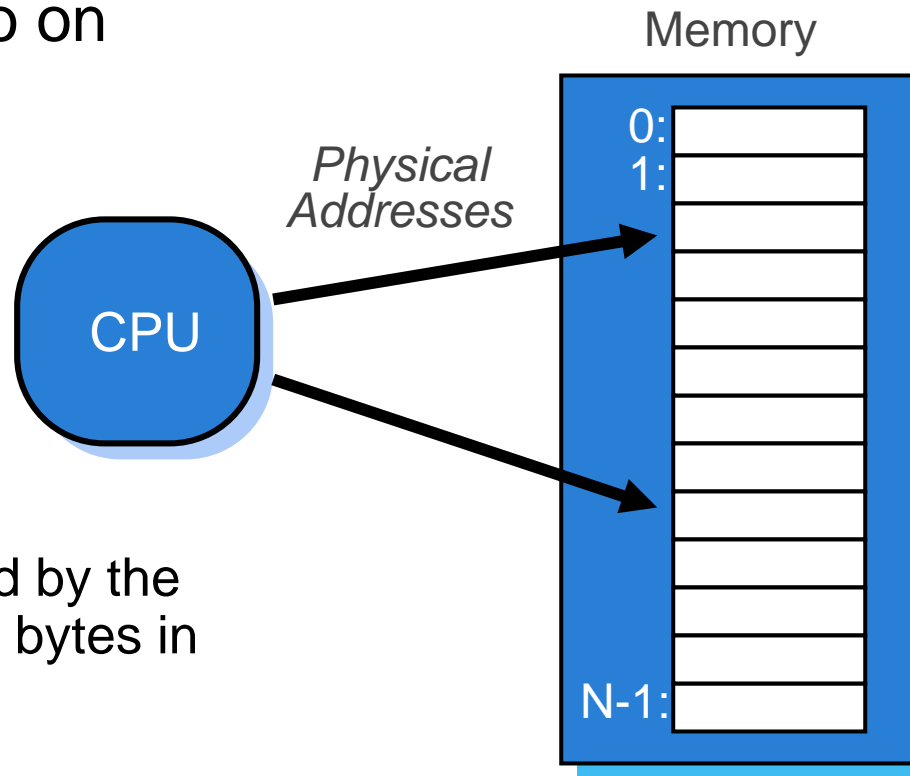 o on
Memory
0:
1:
Physical
Addresses
CPU
d by the
bytes in
N-1: